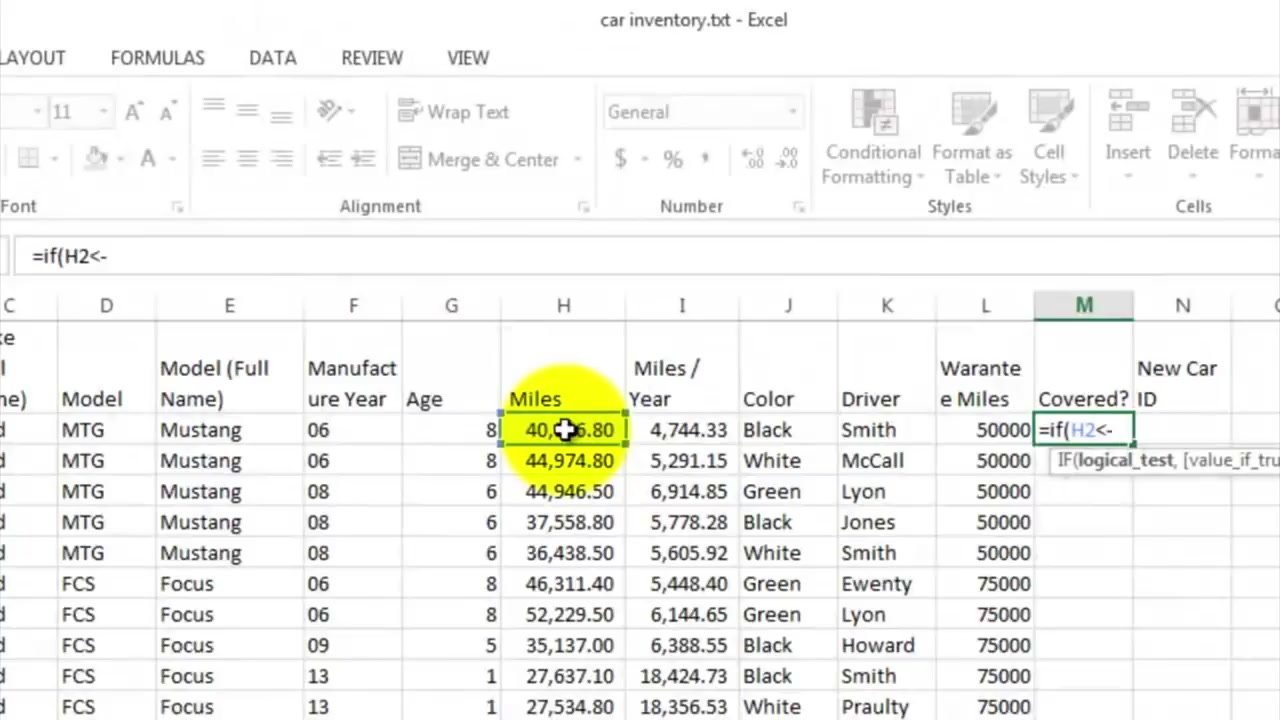 car inventory.txt - Excel
LAYOUT FORMULAS DATA REVIEW VIEW
11 A A Wrap Text General
A Merge & Center $ % , Conditional Formatting Format as Table Cell Styles Insert Delete Forma
Font Alignment Number Styles Cells
=if(H2<-
C D E F G H I J K L M N
ke
l Model (Full Manufact Miles / Warante New Car
me) Model Name) ure Year Age Miles Year Color Driver e Miles Covered? ID
d MTG Mustang 06 8 40, 6.80 4,744.33 Black Smith 50000 =if(H2<-
d MTG Mustang 06 8 44,974.80 5,291.15 White McCall 50000 IF(logical_test, [value_if_tru
d MTG Mustang 08 6 44,946.50 6,914.85 Green Lyon 50000
d MTG Mustang 08 6 37,558.80 5,778.28 Black Jones 50000
d MTG Mustang 08 6 36,438.50 5,605.92 White Smith 50000
d FCS Focus 06 8 46,311.40 5,448.40 Green Ewenty 75000
d FCS Focus 06 8 52,229.50 6,144.65 Green Lyon 75000
d FCS Focus 09 5 35,137.00 6,388.55 Black Howard 75000
d FCS Focus 13 1 27,637.10 18,424.73 Black Smith 75000
d FCS Focus 13 1 27,534.80 18,356.53 White Praulty 75000